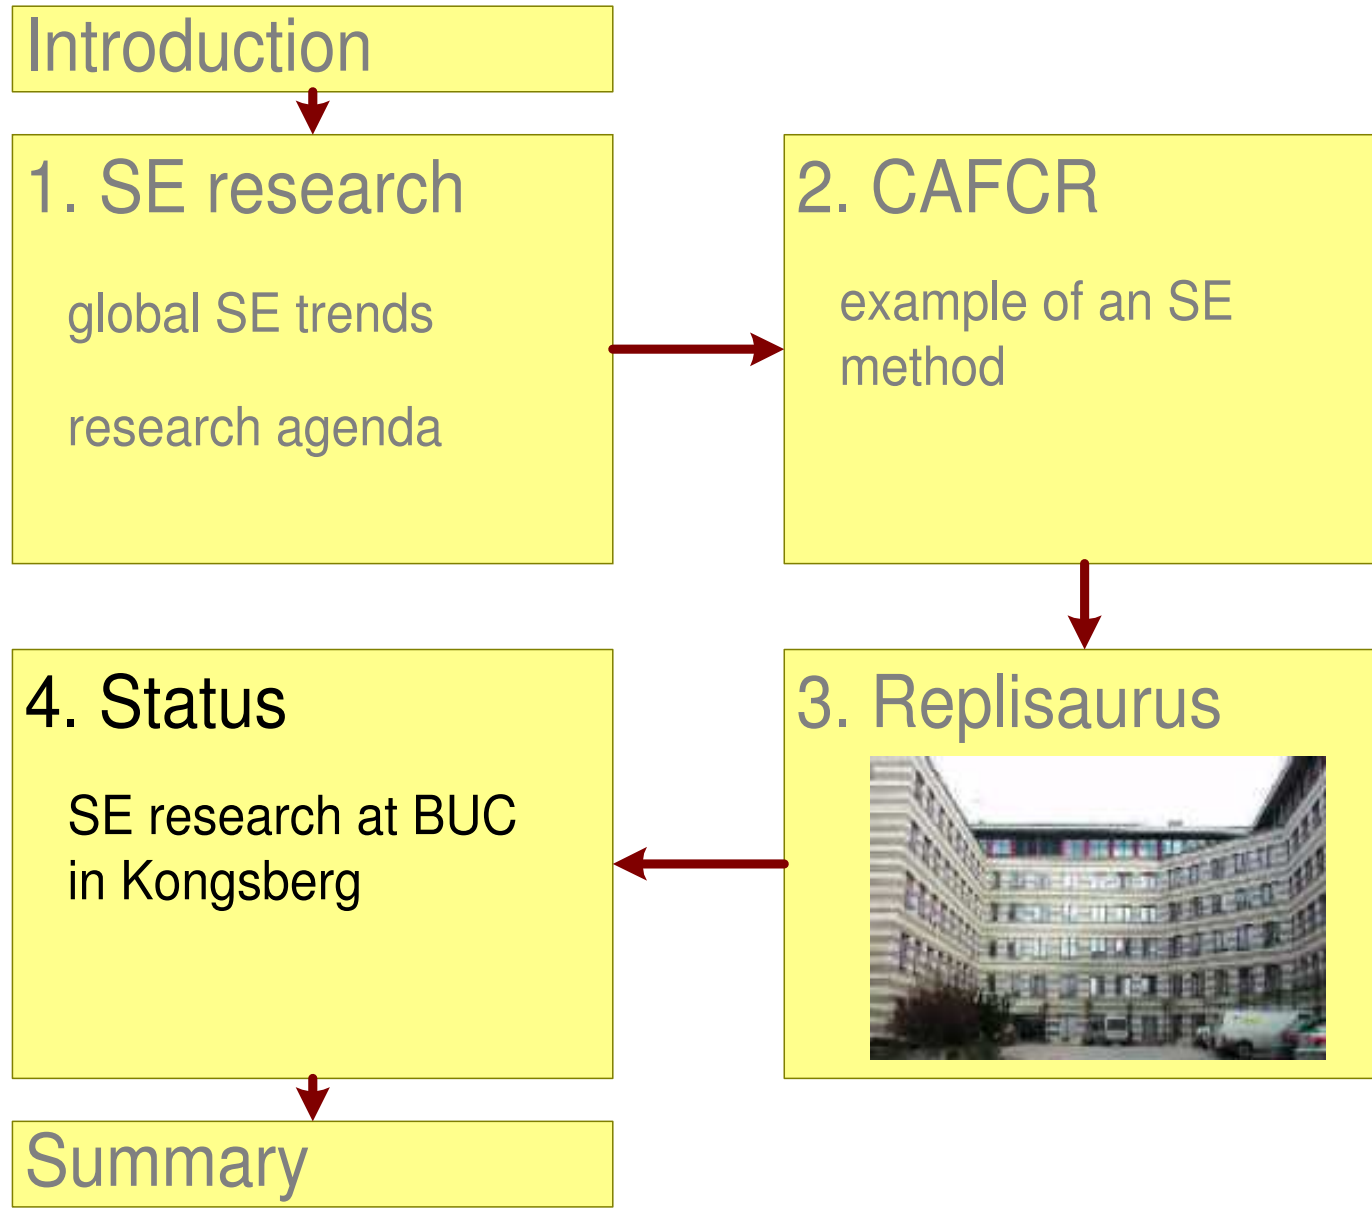 Introduction
1. SE research
global SE trends
research agenda
2. CAFCR
example of an SE
method
3. Replisaurus
4. Status
SE research at BUC
in Kongsberg
Summary